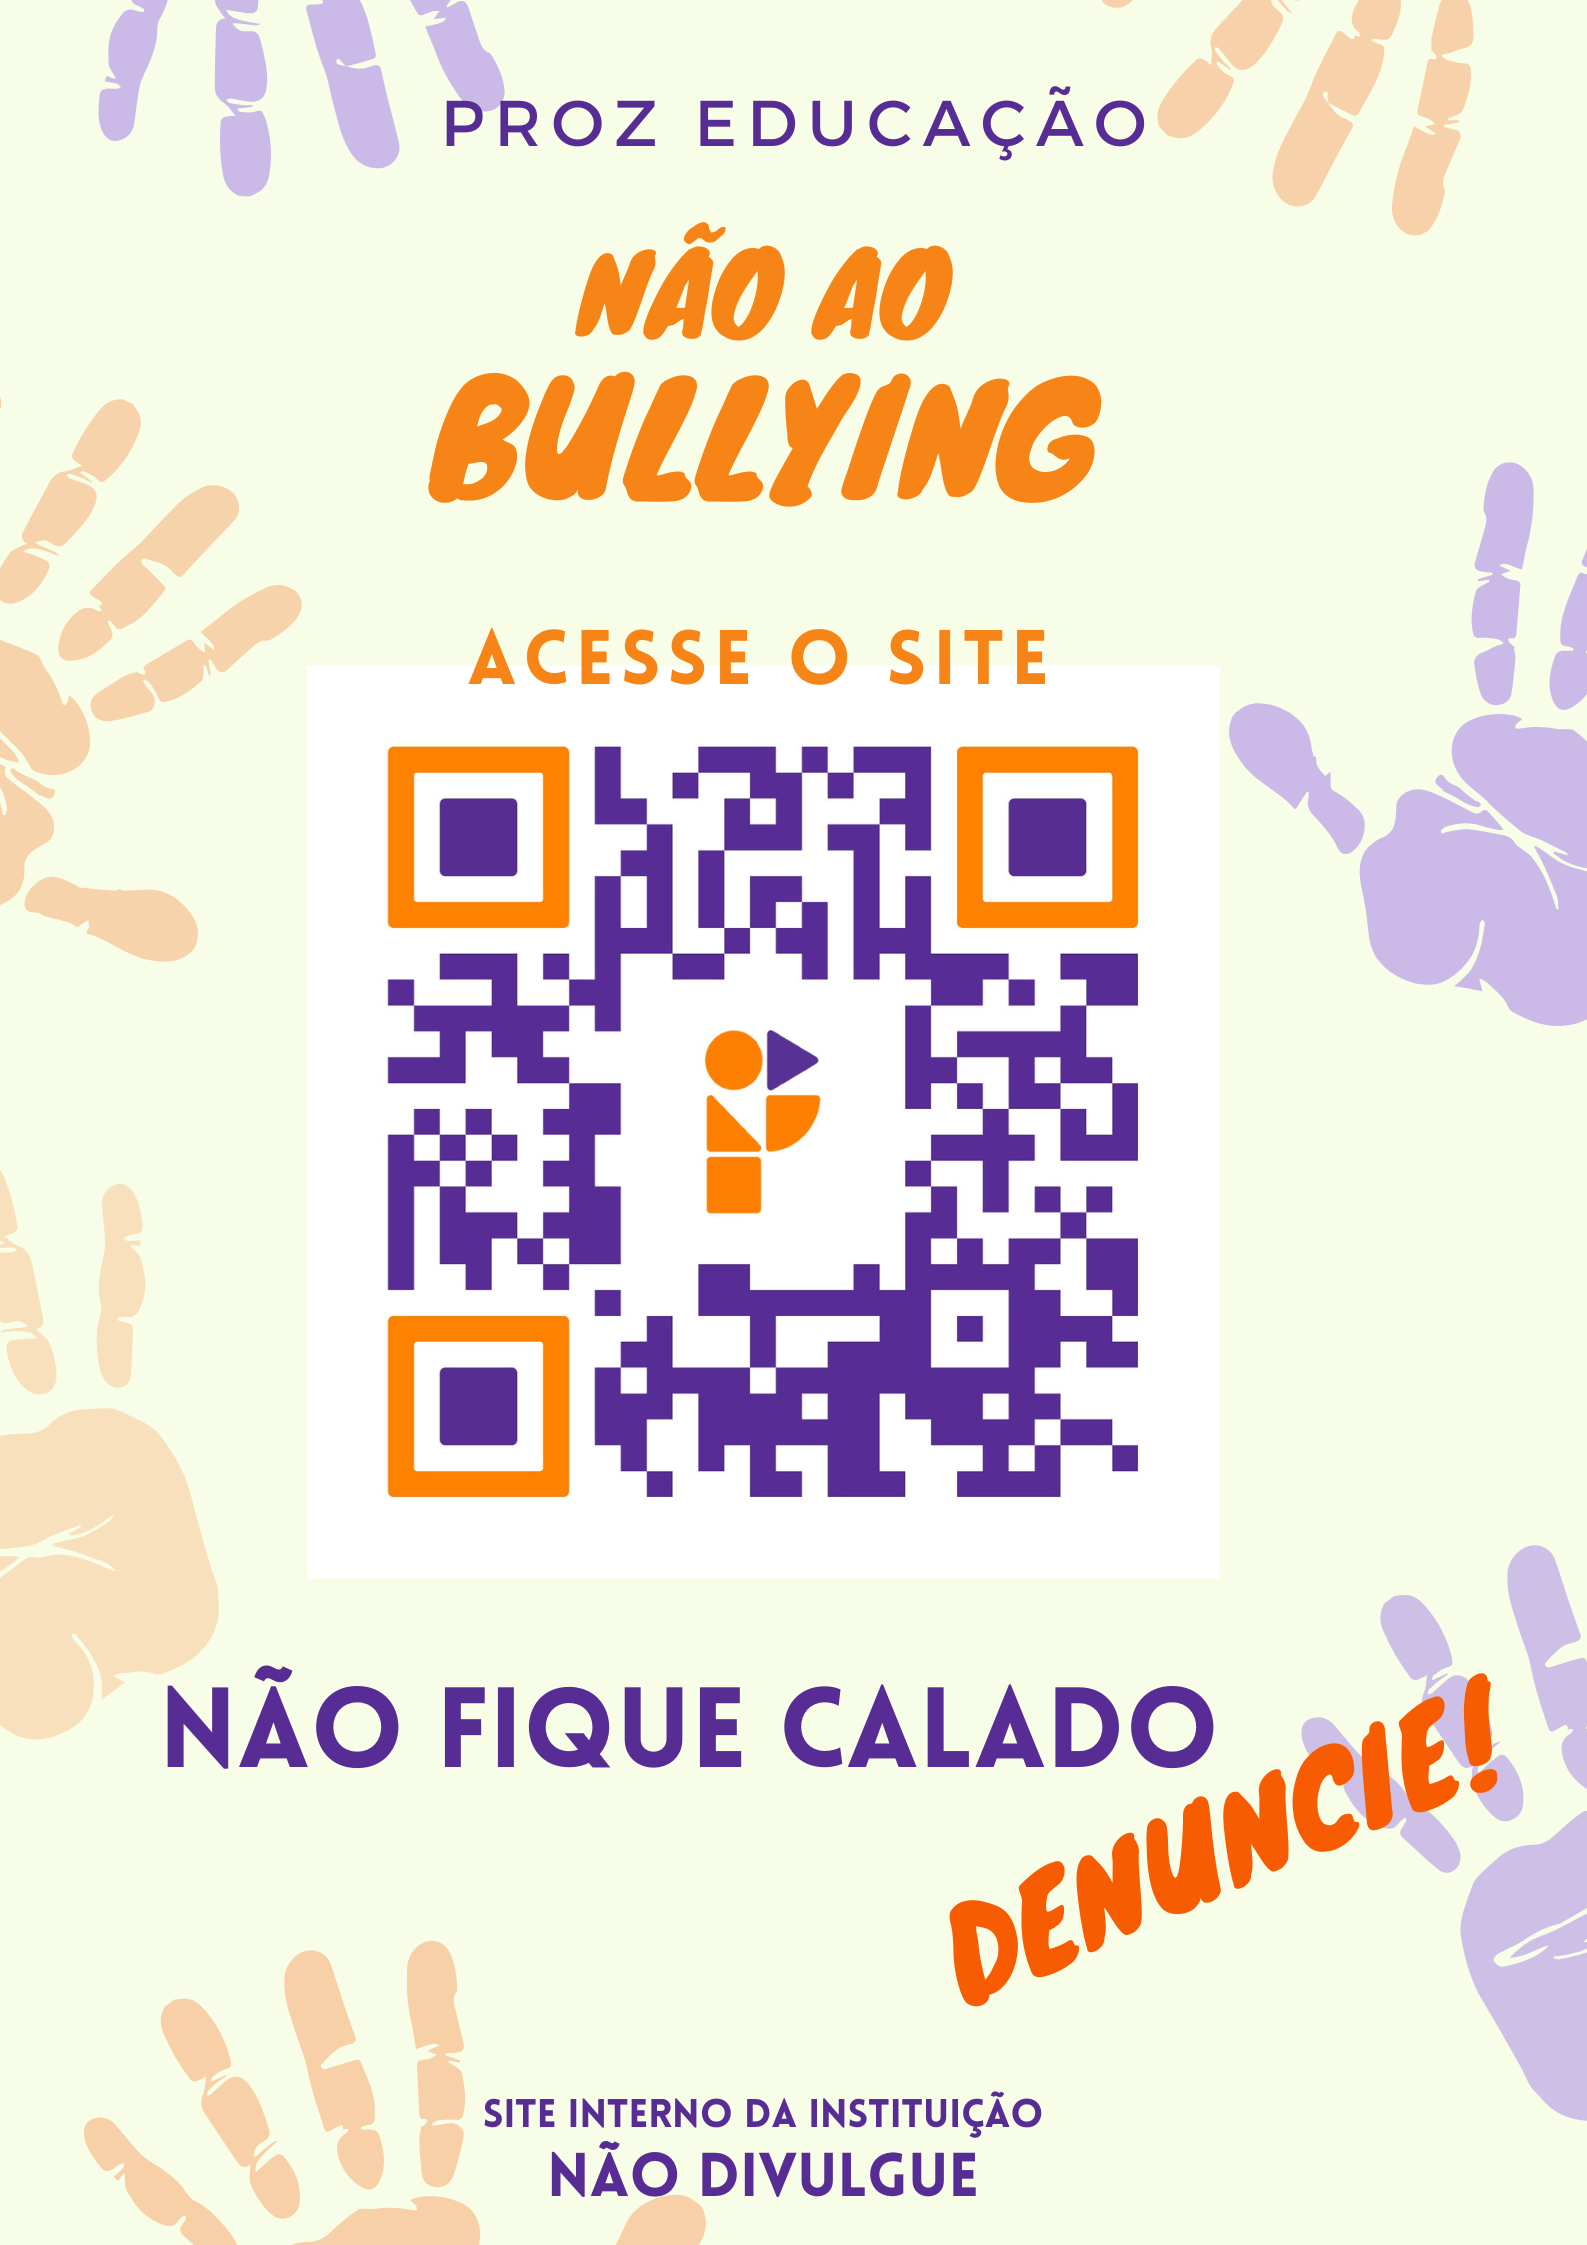 PROZ EDUCAÇÃO
NÃO AO
BULLYING
ACESSE O SITE
NÃO FIQUE CALADO
DENUNCIE!
SITE INTERNO DA INSTITUIÇÃO
NÃO DIVULGUE